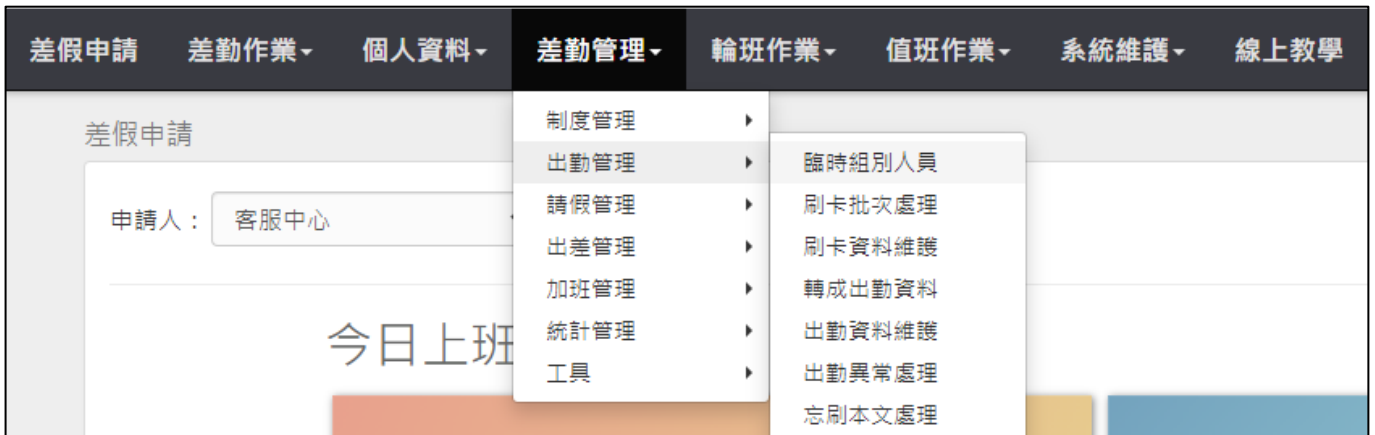 差假申請 差勤作業 個人資料 差勤管理 輪班作業 值班作業 系統維護 線上教學
差假申請
申請人： 客服中心
今日上班
制度管理
出勤管理
請假管理
出差管理
加班管理
統計管理
工具
臨時組別人員
刷卡批次處理
刷卡資料維護
轉成出勤資料
出勤資料維護
出勤異常處理
忘刷本文處理